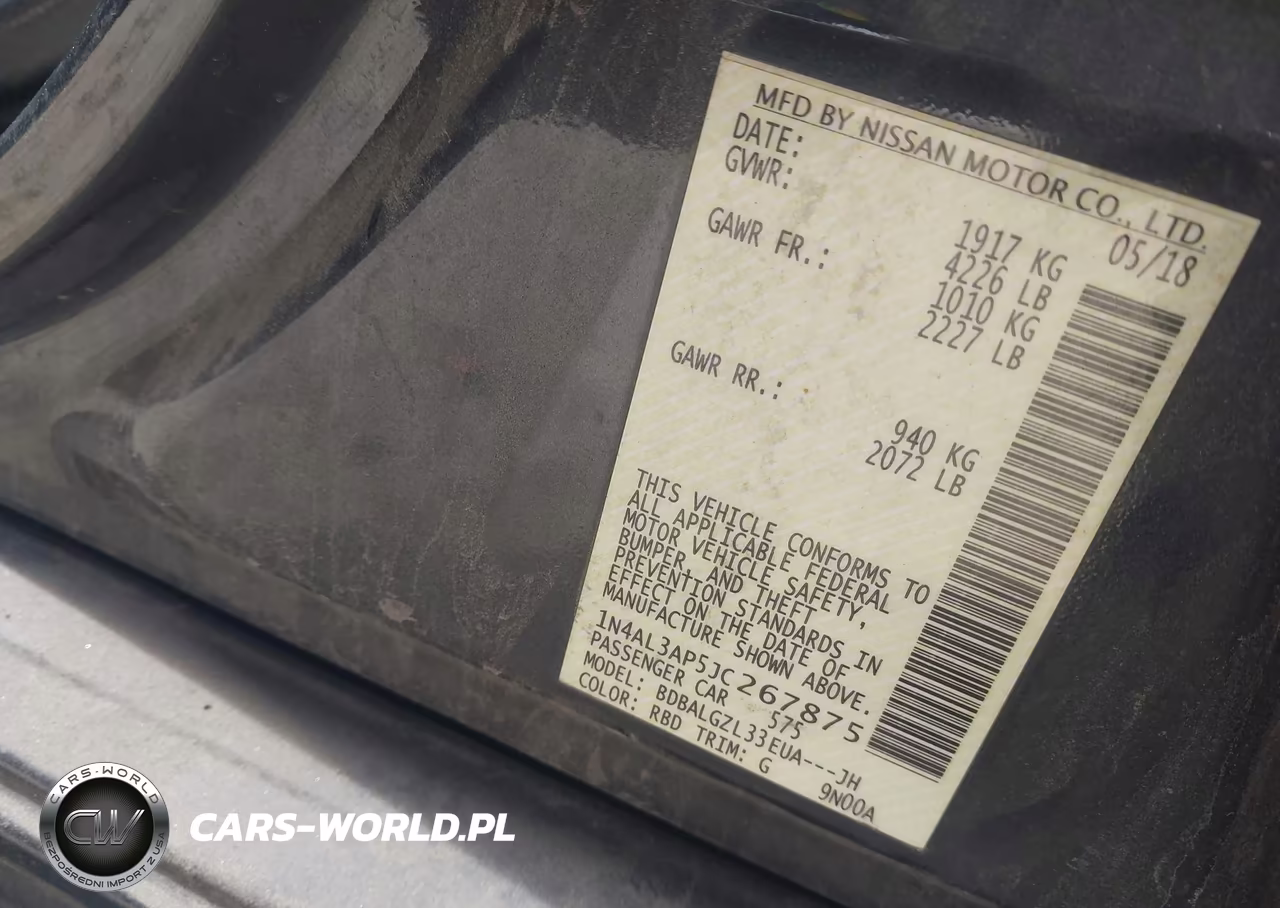 MFD BY NISSAN MOTOR CO., LTD.
DATE: 05/18
GVWR: 1917 KG
4226 LB
GAWR FR.: 1010 KG
2227 LB
GAWR RR.: 940 KG
2072 LB
THIS VEHICLE CONFORMS TO
ALL APPLICABLE FEDERAL
MOTOR VEHICLE SAFETY,
BUMPER, AND THEFT
PREVENTION STANDARDS IN
EFFECT ON THE DATE OF
MANUFACTURE SHOWN ABOVE.
1N4AL3AP5JC267875
PASSENGER CAR 575
MODEL: BDBALGZL33EUA---JH
COLOR: RBD TRIM: G 9N00A
CARS-WORLD
CW
BEZPOŚREDNI IMPORT Z USA
CARS-WORLD.PL